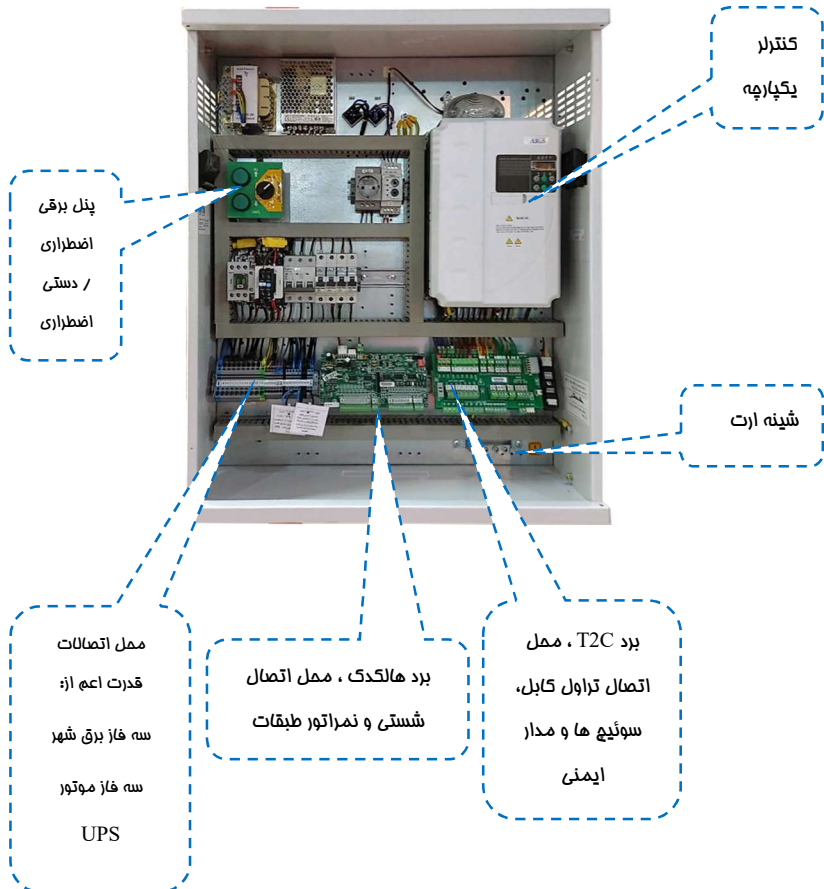 کنترلر
یکپارچه
پنل برقی
اضطراری
/ دستی
اضطراری
شینه ارت
محل اتصالات
قدرت اعم از:
سه فاز برق شهر
سه فاز موتور
UPS
برد هالکدک ، محل اتصال
شستی و نمراتور طبقات
برد T2C ، محل
اتصال تراول کابل،
سوئیچ ها و مدار
ایمنی